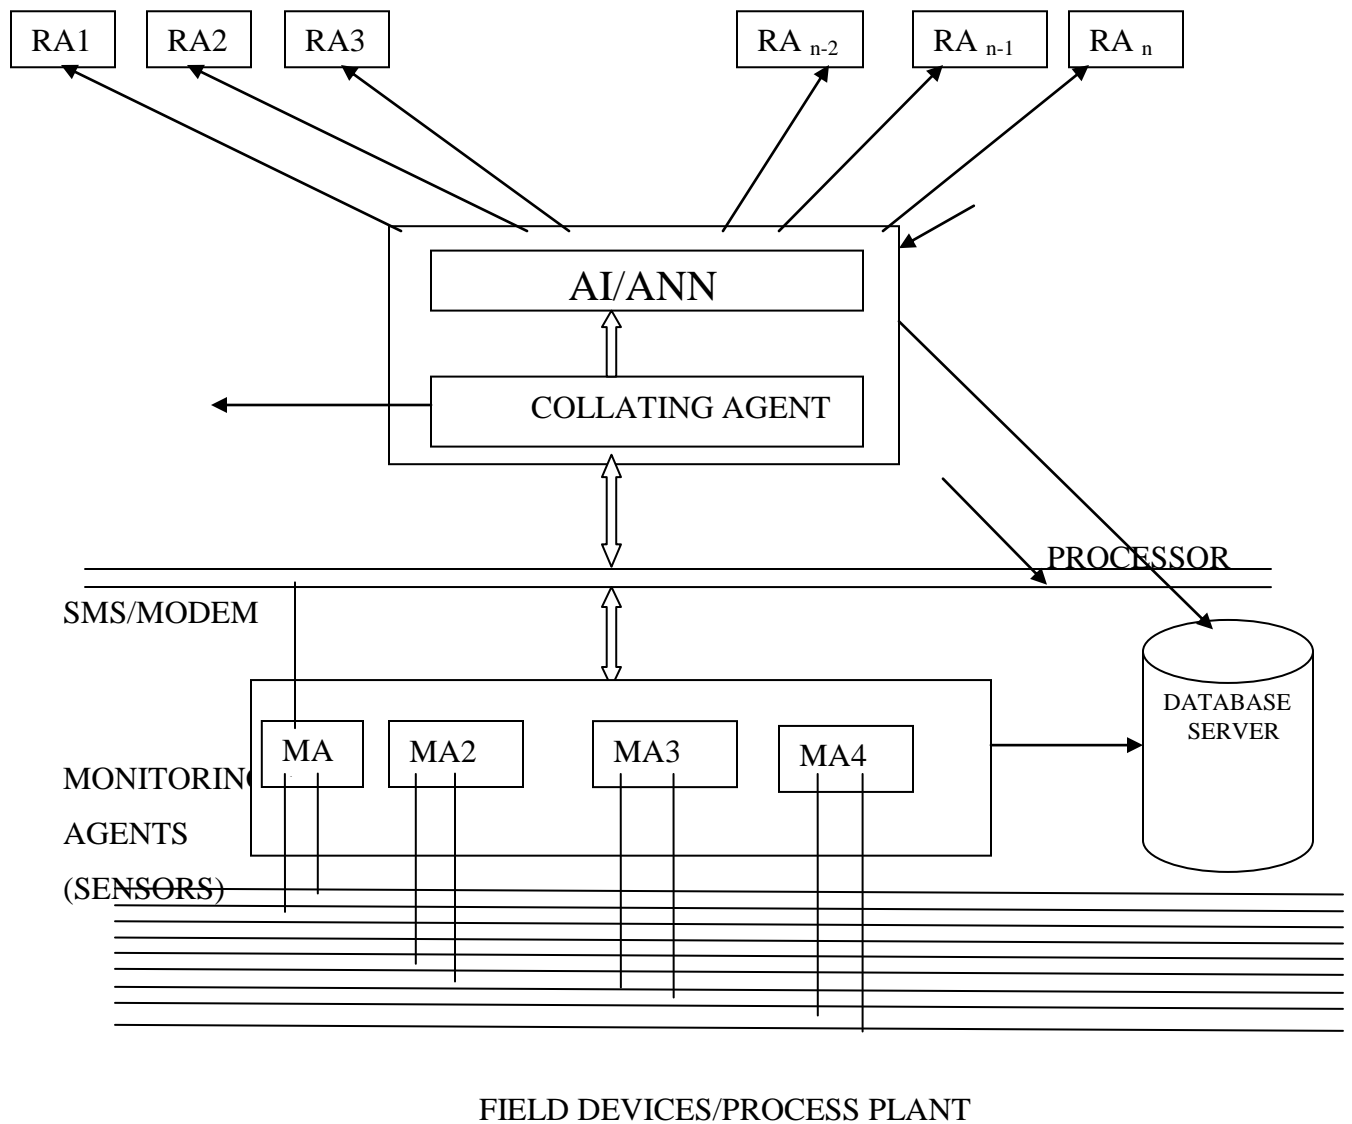 RA1 RA2 RA3 RA n-2 RA n-1 RA n
AI/ANN
COLLATING AGENT
PROCESSOR
SMS/MODEM
DATABASE
SERVER
MA MA2 MA3 MA4
MONITORING
AGENTS
(SENSORS)
FIELD DEVICES/PROCESS PLANT